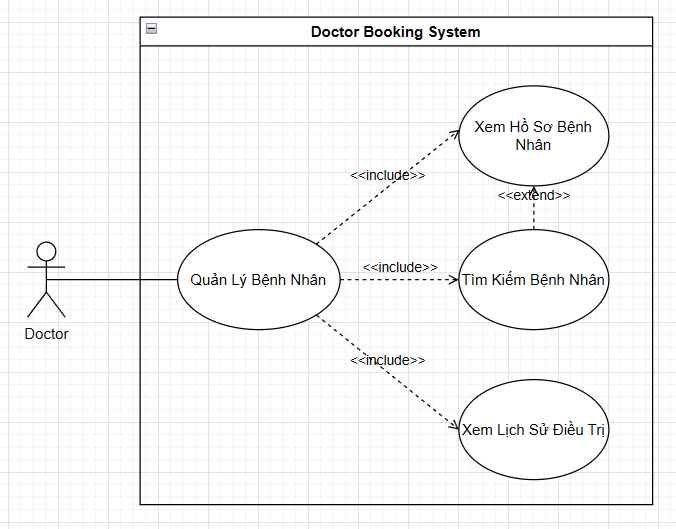 Doctor Booking System
Xem Hồ Sơ Bệnh
Nhân
<<include>>
<<extend>>
<<include>>
Quản Lý Bệnh Nhân
Tìm Kiếm Bệnh Nhân
Doctor
<<include>>
Xem Lịch Sử Điều Trị